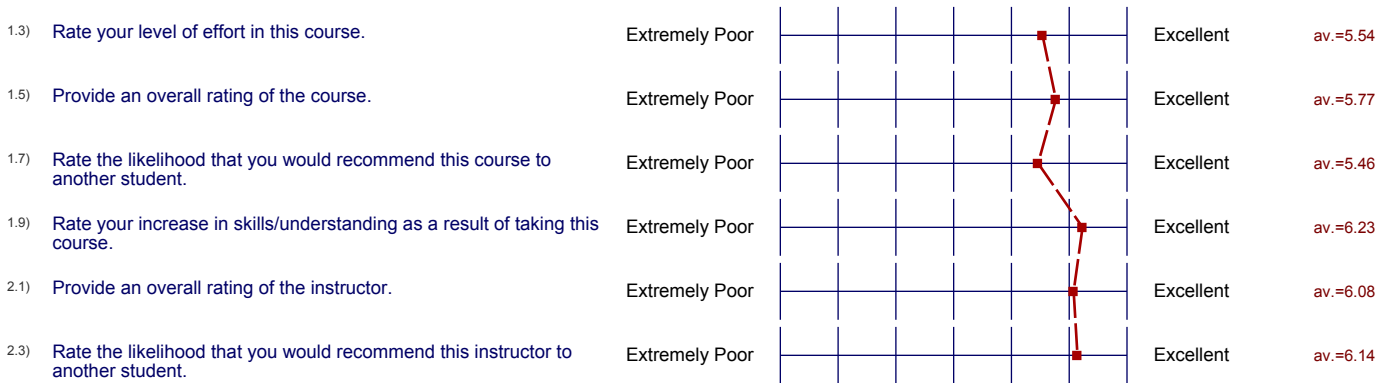 1.3) Rate your level of effort in this course. Extremely Poor Excellent av.=5.54
1.5) Provide an overall rating of the course. Extremely Poor Excellent av.=5.77
1.7) Rate the likelihood that you would recommend this course to Extremely Poor Excellent av.=5.46
another student.
1.9) Rate your increase in skills/understanding as a result of taking this Extremely Poor Excellent av.=6.23
course.
2.1) Provide an overall rating of the instructor. Extremely Poor Excellent av.=6.08
2.3) Rate the likelihood that you would recommend this instructor to Extremely Poor Excellent av.=6.14
another student.